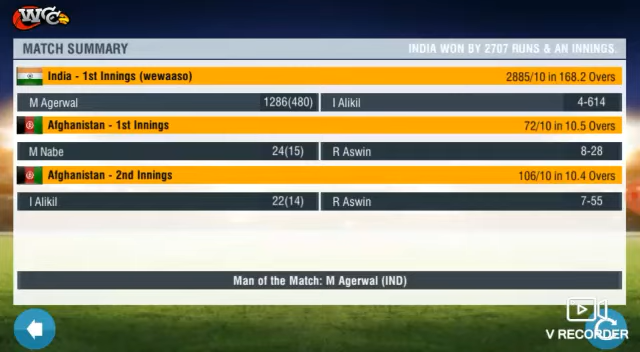 WCC
MATCH SUMMARY INDIA WON BY 2707 RUNS & AN INNINGS.
India - 1st Innings (wewaaso) 2885/10 in 168.2 Overs
M Agerwal 1286(480) I Alikil 4-614
Afghanistan - 1st Innings 72/10 in 10.5 Overs
M Nabe 24(15) R Aswin 8-28
Afghanistan - 2nd Innings 106/10 in 10.4 Overs
I Alikil 22(14) R Aswin 7-55
Man of the Match: M Agerwal (IND)
V RECORDER